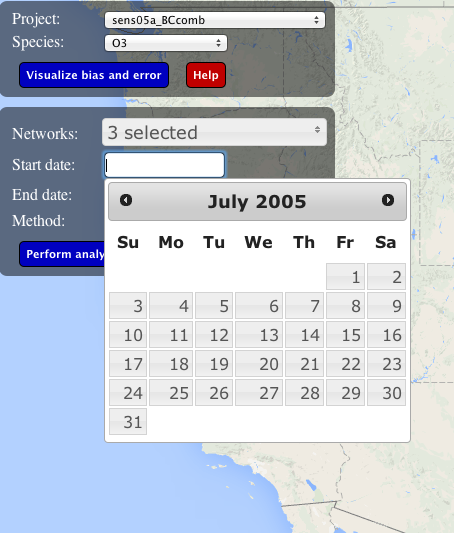 Project: sens05a_BCcomb
Species: O3
Visualize bias and error Help
Networks: 3 selected
Start date:
End date:
Method:
Perform analy
July 2005
Su Mo Tu We Th Fr Sa
1 2
3 4 5 6 7 8 9
10 11 12 13 14 15 16
17 18 19 20 21 22 23
24 25 26 27 28 29 30
31